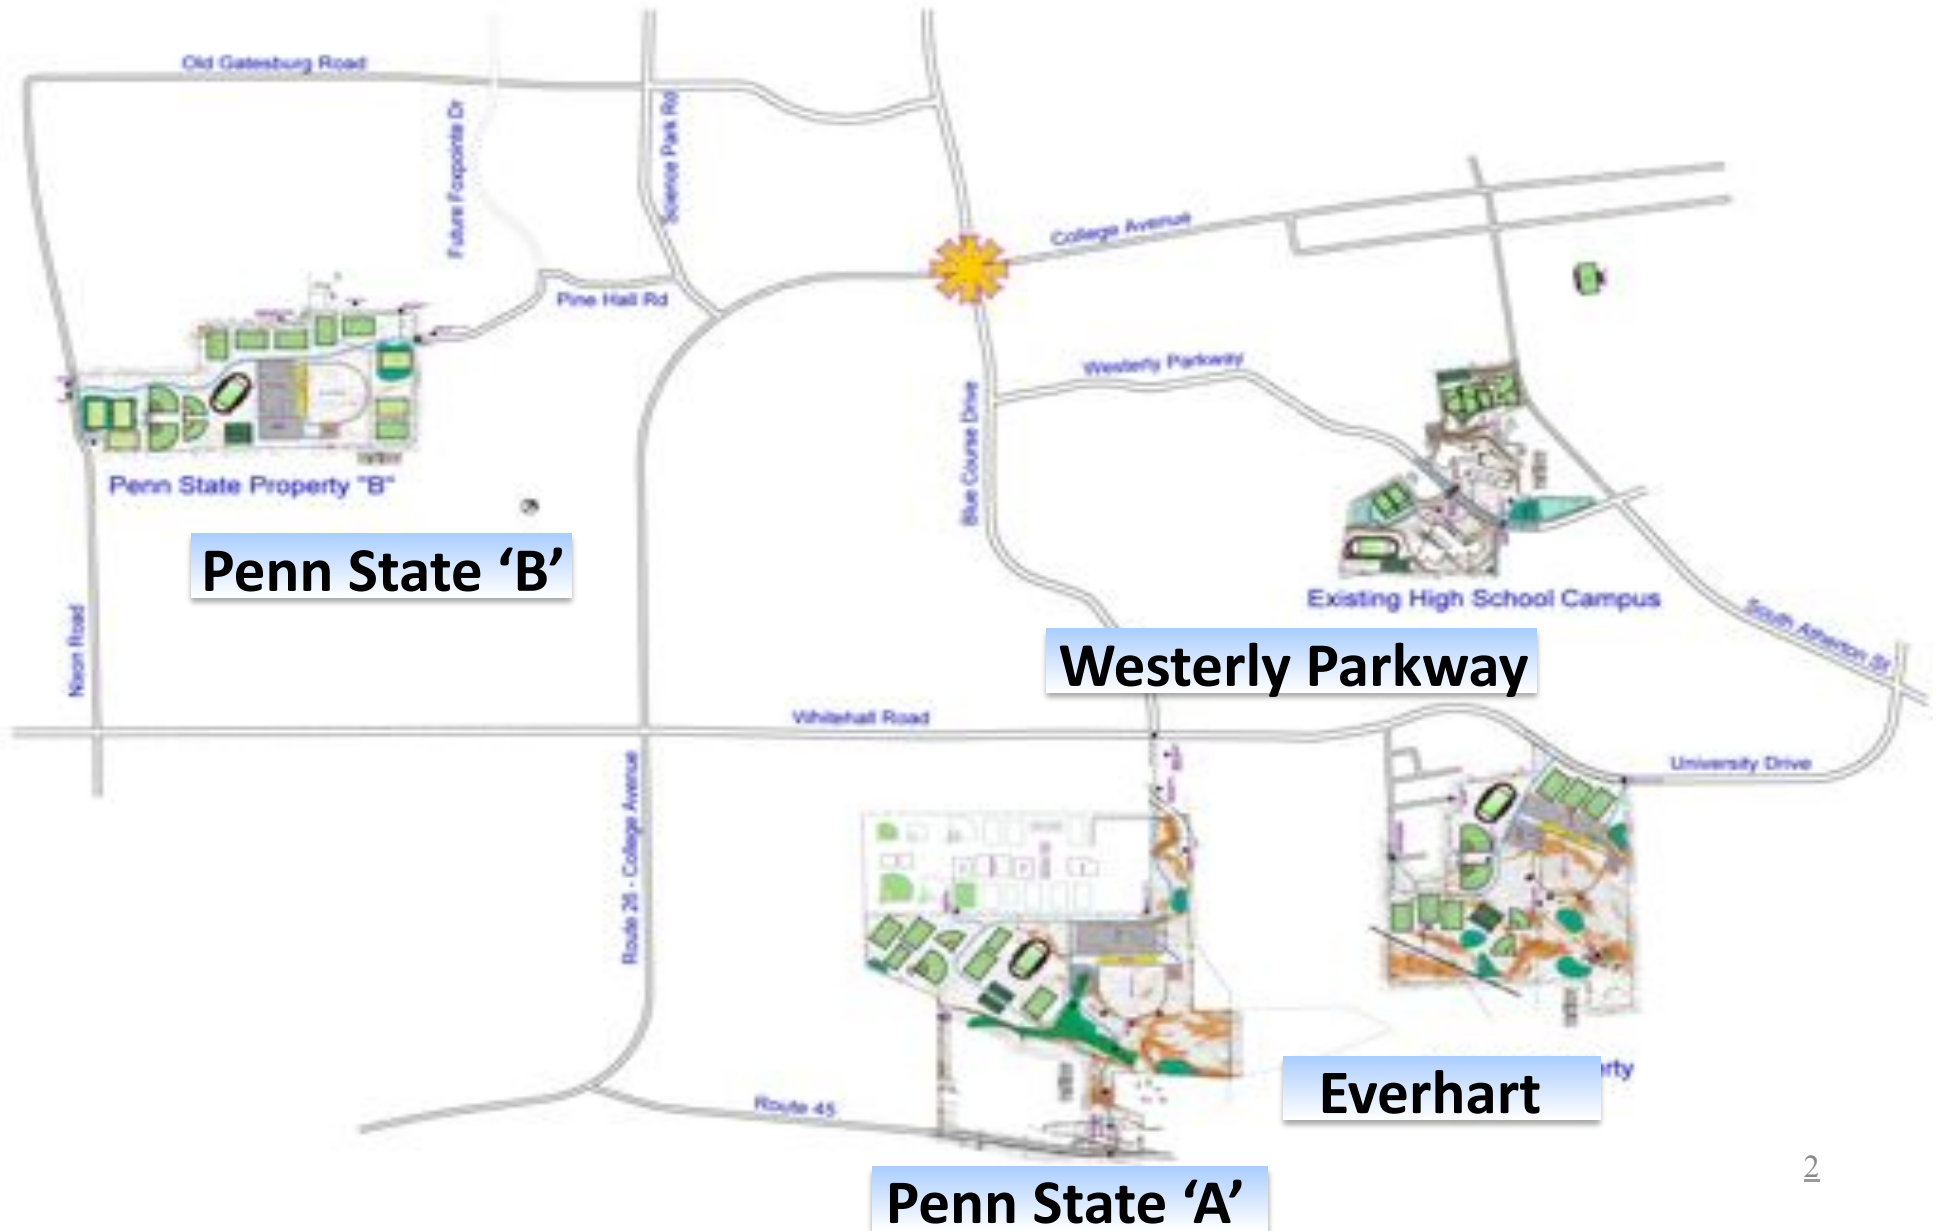 Old Gatesburg Road
Future Foxpointe Dr
Science Park Rd
College Avenue
Pine Hall Rd
Westerly Parkway
Blue Course Drive
Penn State Property "B"
Penn State ‘B’
Existing High School Campus
South Atherton St
Nixon Road
Westerly Parkway
Whitehall Road
University Drive
Route 26 - College Avenue
Everhart
rty
Route 45
Penn State ‘A’
2